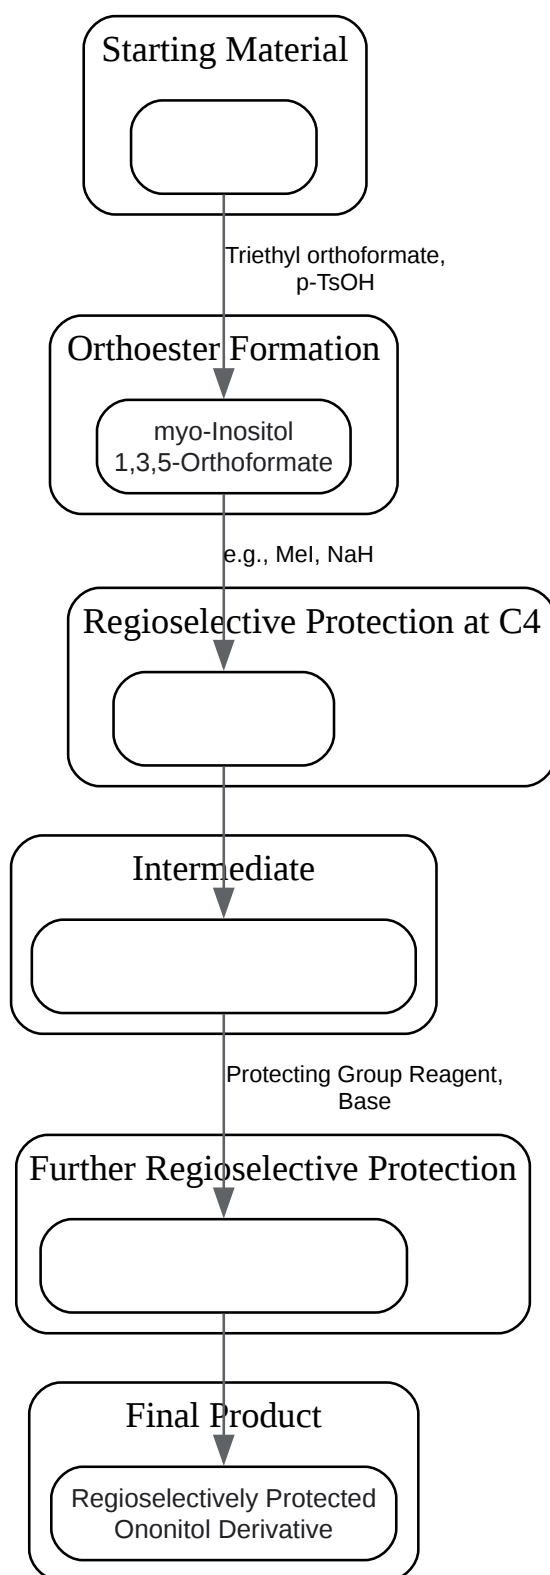 Starting Material
Triethyl orthoformate,
p-TsOH
Orthoester Formation
myo-Inositol
1,3,5-Orthoformate
e.g., MeI, NaH
Regioselective Protection at C4
Intermediate
Protecting Group Reagent,
Base
Further Regioselective Protection
Final Product
Regioselectively Protected
Ononitol Derivative